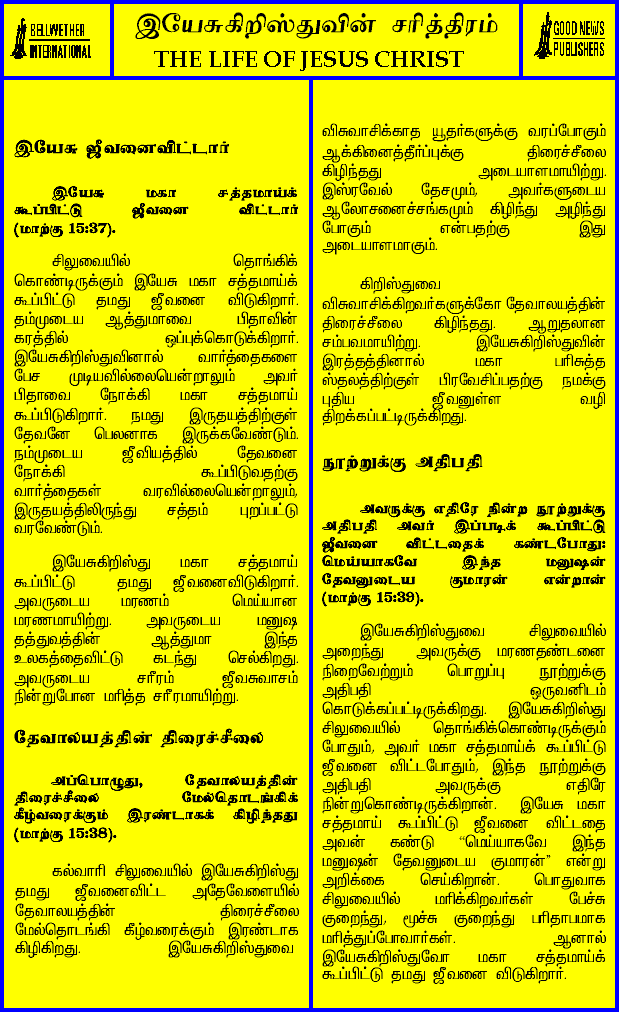 BELLWETHER
INTERNATIONAL
இயேசுகிறிஸ்துவின் சரித்திரம்
THE LIFE OF JESUS CHRIST
GOOD NEWS
PUBLISHERS
இயேசு ஜீவனைவிட்டார்
இயேசு மகா சத்தமாய்க்
கூப்பிட்டு ஜீவனை விட்டார்
(மாற்கு 15:37).
சிலுவையில் தொங்கிக்
கொண்டிருக்கும் இயேசு மகா சத்தமாய்க்
கூப்பிட்டு தமது ஜீவனை விடுகிறார்.
தம்முடைய ஆத்துமாவை பிதாவின்
கரத்தில் ஒப்புக்கொடுக்கிறார்.
இயேசுகிறிஸ்துவினால் வார்த்தைகளை
பேச முடியவில்லையென்றாலும் அவர்
பிதாவை நோக்கி மகா சத்தமாய்
கூப்பிடுகிறார். நமது இருதயத்திற்குள்
தேவனே பெலனாக இருக்கவேண்டும்.
நம்முடைய ஜீவியத்தில் தேவனை
நோக்கி கூப்பிடுவதற்கு
வார்த்தைகள் வரவில்லையென்றாலும்,
இருதயத்திலிருந்து சத்தம் புறப்பட்டு
வரவேண்டும்.
இயேசுகிறிஸ்து மகா சத்தமாய்
கூப்பிட்டு தமது ஜீவனைவிடுகிறார்.
அவருடைய மரணம் மெய்யான
மரணமாயிற்று. அவருடைய மனுஷ
தத்துவத்தின் ஆத்துமா இந்த
உலகத்தைவிட்டு கடந்து செல்கிறது.
அவருடைய சரீரம் ஜீவசுவாசம்
நின்றுபோன மரித்த சரீரமாயிற்று.
தேவாலயத்தின் திரைச்சீலை
அப்பொழுது, தேவாலயத்தின்
திரைச்சீலை மேல்தொடங்கிக்
கீழ்வரைக்கும் இரண்டாகக் கிழிந்தது
(மாற்கு 15:38).
கல்வாரி சிலுவையில் இயேசுகிறிஸ்து
தமது ஜீவனைவிட்ட அதேவேளையில்
தேவாலயத்தின் திரைச்சீலை
மேல்தொடங்கி கீழ்வரைக்கும் இரண்டாக
கிழிகிறது. இயேசுகிறிஸ்துவை
விசுவாசிக்காத யூதர்களுக்கு வரப்போகும்
ஆக்கினைத்தீர்ப்புக்கு திரைச்சீலை
கிழிந்தது அடையாளமாயிற்று.
இஸ்ரவேல் தேசமும், அவர்களுடைய
ஆலோசனைச்சங்கமும் கிழிந்து அழிந்து
போகும் என்பதற்கு இது
அடையாளமாகும்.
கிறிஸ்துவை
விசுவாசிக்கிறவர்களுக்கோ தேவாலயத்தின்
திரைச்சீலை கிழிந்தது. ஆறுதலான
சம்பவமாயிற்று. இயேசுகிறிஸ்துவின்
இரத்தத்தினால் மகா பரிசுத்த
ஸ்தலத்திற்குள் பிரவேசிப்பதற்கு நமக்கு
புதிய ஜீவனுள்ள வழி
திறக்கப்பட்டிருக்கிறது.
நூற்றுக்கு அதிபதி
அவருக்கு எதிரே நின்ற நூற்றுக்கு
அதிபதி அவர் இப்படிக் கூப்பிட்டு
ஜீவனை விட்டதைக் கண்டபோது:
மெய்யாகவே இந்த மனுஷன்
தேவனுடைய குமாரன் என்றான்
(மாற்கு 15:39).
இயேசுகிறிஸ்துவை சிலுவையில்
அறைந்து அவருக்கு மரணதண்டனை
நிறைவேற்றும் பொறுப்பு நூற்றுக்கு
அதிபதி ஒருவனிடம்
கொடுக்கப்பட்டிருக்கிறது. இயேசுகிறிஸ்து
சிலுவையில் தொங்கிக்கொண்டிருக்கும்
போதும், அவர் மகா சத்தமாய்க் கூப்பிட்டு
ஜீவனை விட்டபோதும், இந்த நூற்றுக்கு
அதிபதி அவருக்கு எதிரே
நின்றுகொண்டிருக்கிறான். இயேசு மகா
சத்தமாய் கூப்பிட்டு ஜீவனை விட்டதை
அவன் கண்டு “மெய்யாகவே இந்த
மனுஷன் தேவனுடைய குமாரன்” என்று
அறிக்கை செய்கிறான். பொதுவாக
சிலுவையில் மரிக்கிறவர்கள் பேச்சு
குறைந்து, மூச்சு குறைந்து பரிதாபமாக
மரித்துப்போவார்கள். ஆனால்
இயேசுகிறிஸ்துவோ மகா சத்தமாய்க்
கூப்பிட்டு தமது ஜீவனை விடுகிறார்.